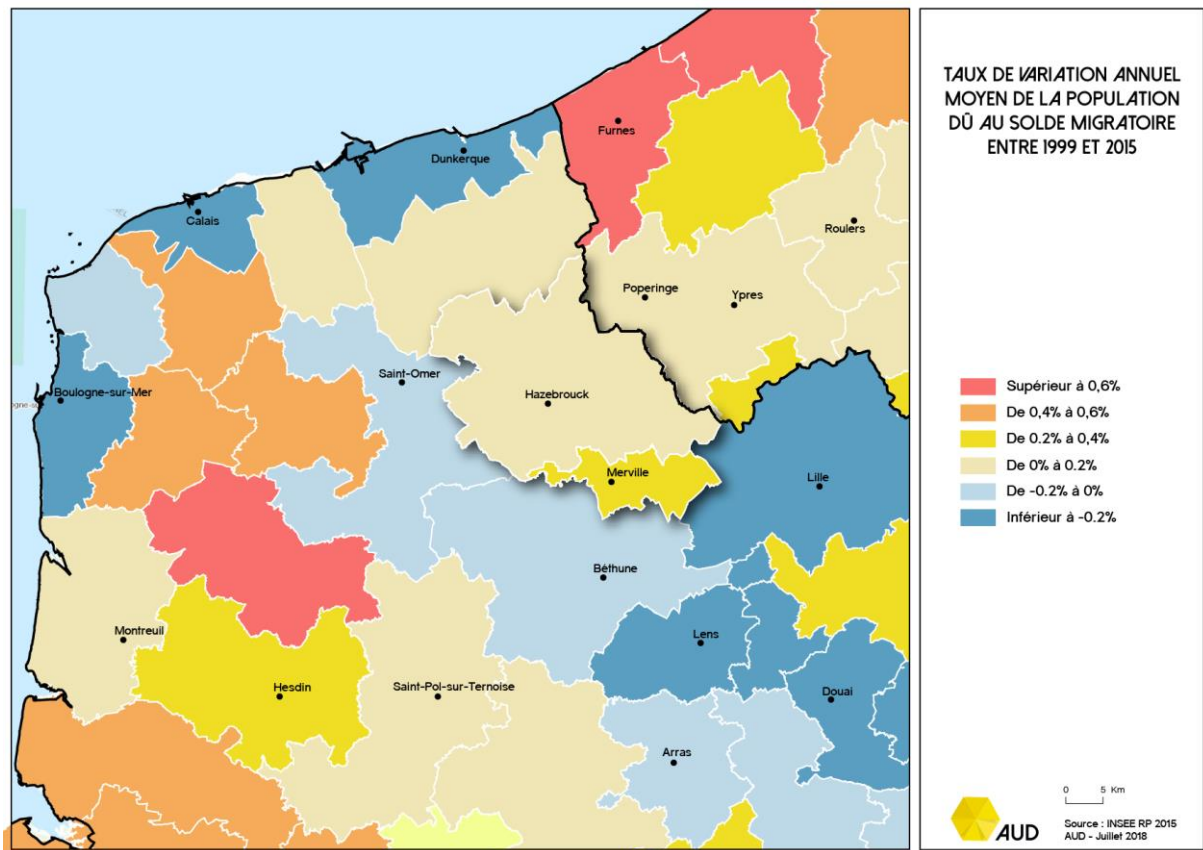 TAUX DE VARIATION ANNUEL
MOYEN DE LA POPULATION
DÛ AU SOLDE MIGRATOIRE
ENTRE 1999 ET 2015
Furnes
Dunkerque
Calais
Roulers
Poperinge
Ypres
Saint-Omer
Boulogne-sur-Mer
Hazebrouck
Merville
Lille
Béthune
Montreuil
Lens
Hesdin
Saint-Pol-sur-Ternoise
Douai
Arras
Supérieur à 0,6%
De 0,4% à 0,6%
De 0.2% à 0,4%
De 0% à 0.2%
De -0.2% à 0%
Inférieur à -0.2%
0 5 Km
Source : INSEE RP 2015
AUD - Juillet 2018
AUD